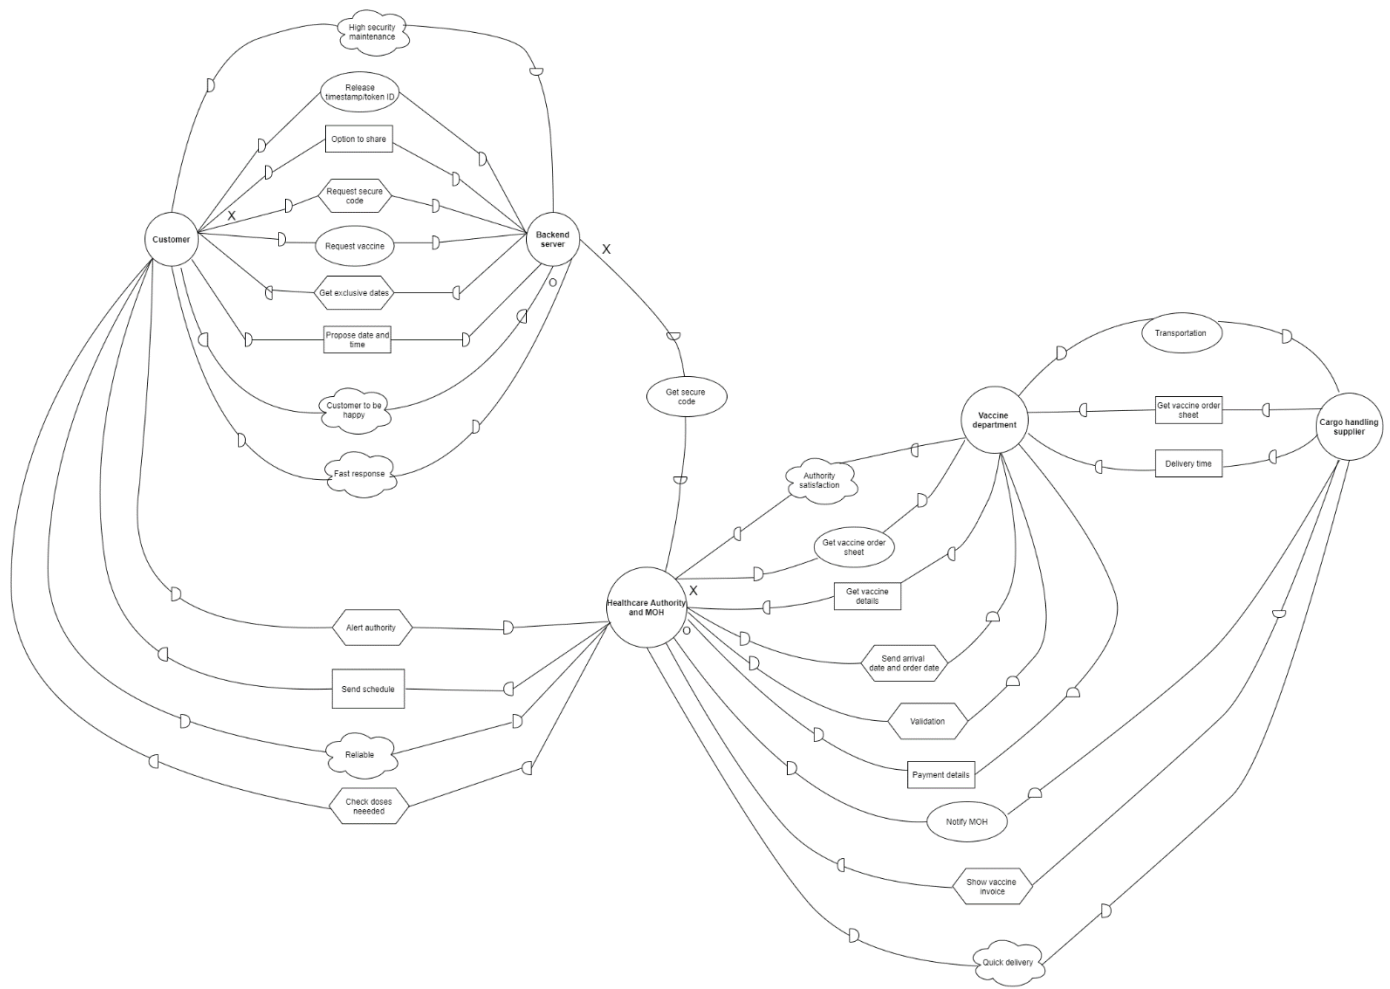 High security
maintenance
Release
timestamp/token ID
Option to share
Request secure
code
X
Customer
Request vaccine
Backend
server
X
Get exclusive dates
O
Propose date and
time
Customer to be
happy
Fast response
Get secure
code
Transportation
Vaccine
department
Get vaccine order
sheet
Cargo handling
supplier
Delivery time
Authority
satisfaction
Get vaccine order
sheet
Get vaccine
details
X
Healthcare Authority
and MOH
O
Alert authority
Send arrival
date and order date
Send schedule
Validation
Reliable
Payment details
Check doses
neeeded
Notify MOH
Show vaccine
invoice
Quick delivery